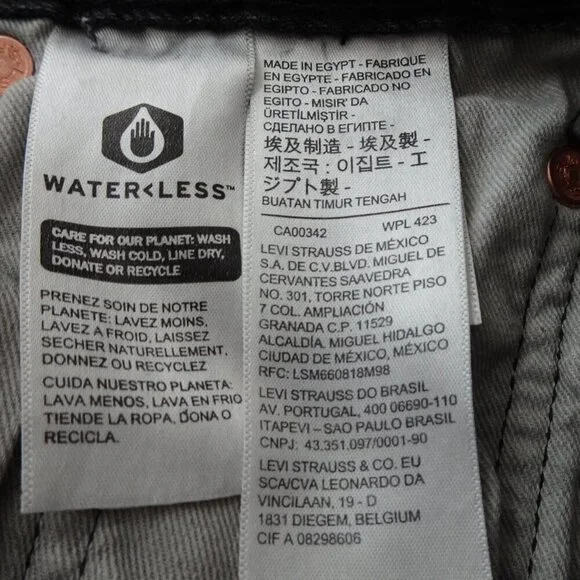 WATER<LESS™
CARE FOR OUR PLANET: WASH
LESS, WASH COLD, LINE DRY,
DONATE OR RECYCLE
PRENEZ SOIN DE NOTRE
PLANETE: LAVEZ MOINS,
LAVEZ A FROID, LAISSEZ
SECHER NATURELLEMENT,
DONNEZ OU RECYCLEZ
CUIDA NUESTRO PLANETA:
LAVA MENOS, LAVA EN FRIO
TIENDE LA ROPA, DONA O
RECICLA.
MADE IN EGYPT - FABRIQUE
EN EGYPTE - FABRICADO EN
EGIPTO - FABRICADO NO
EGITO - MISIR' DA
ÜRETİLMİŞTİR -
СДЕЛАНО В ЕГИПТЕ -
埃及制造 - 埃及製 -
제조국 : 이집트 - エ
ジプト製 -
BUATAN TIMUR TENGAH
CA00342 WPL 423
LEVI STRAUSS DE MÉXICO
S.A. DE C.V.BLVD. MIGUEL DE
CERVANTES SAAVEDRA
NO. 301, TORRE NORTE PISO
7 COL. AMPLIACIÓN
GRANADA C.P. 11529
ALCALDÍA. MIGUEL HIDALGO
CIUDAD DE MÉXICO, MÉXICO
RFC: LSM660818M98
LEVI STRAUSS DO BRASIL
AV. PORTUGAL, 400 06690-110
ITAPEVI – SAO PAULO BRASIL
CNPJ: 43.351.097/0001-90
LEVI STRAUSS & CO. EU
SCA/CVA LEONARDO DA
VINCILAAN, 19 - D
1831 DIEGEM, BELGIUM
CIF A 08298606